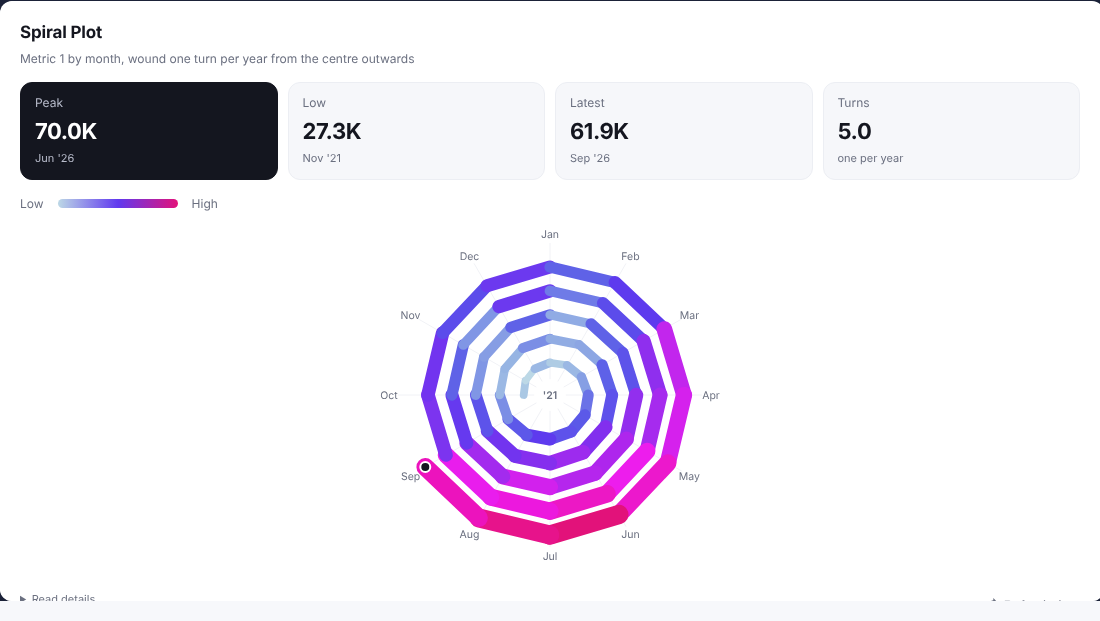 Spiral Plot
Metric 1 by month, wound one turn per year from the centre outwards
Peak
70.0K
Jun '26
Low
27.3K
Nov '21
Latest
61.9K
Sep '26
Turns
5.0
one per year
Low
High
Jan
Dec
Feb
Nov
Mar
Oct
'21
Apr
Sep
May
Aug
Jun
Jul
Read details